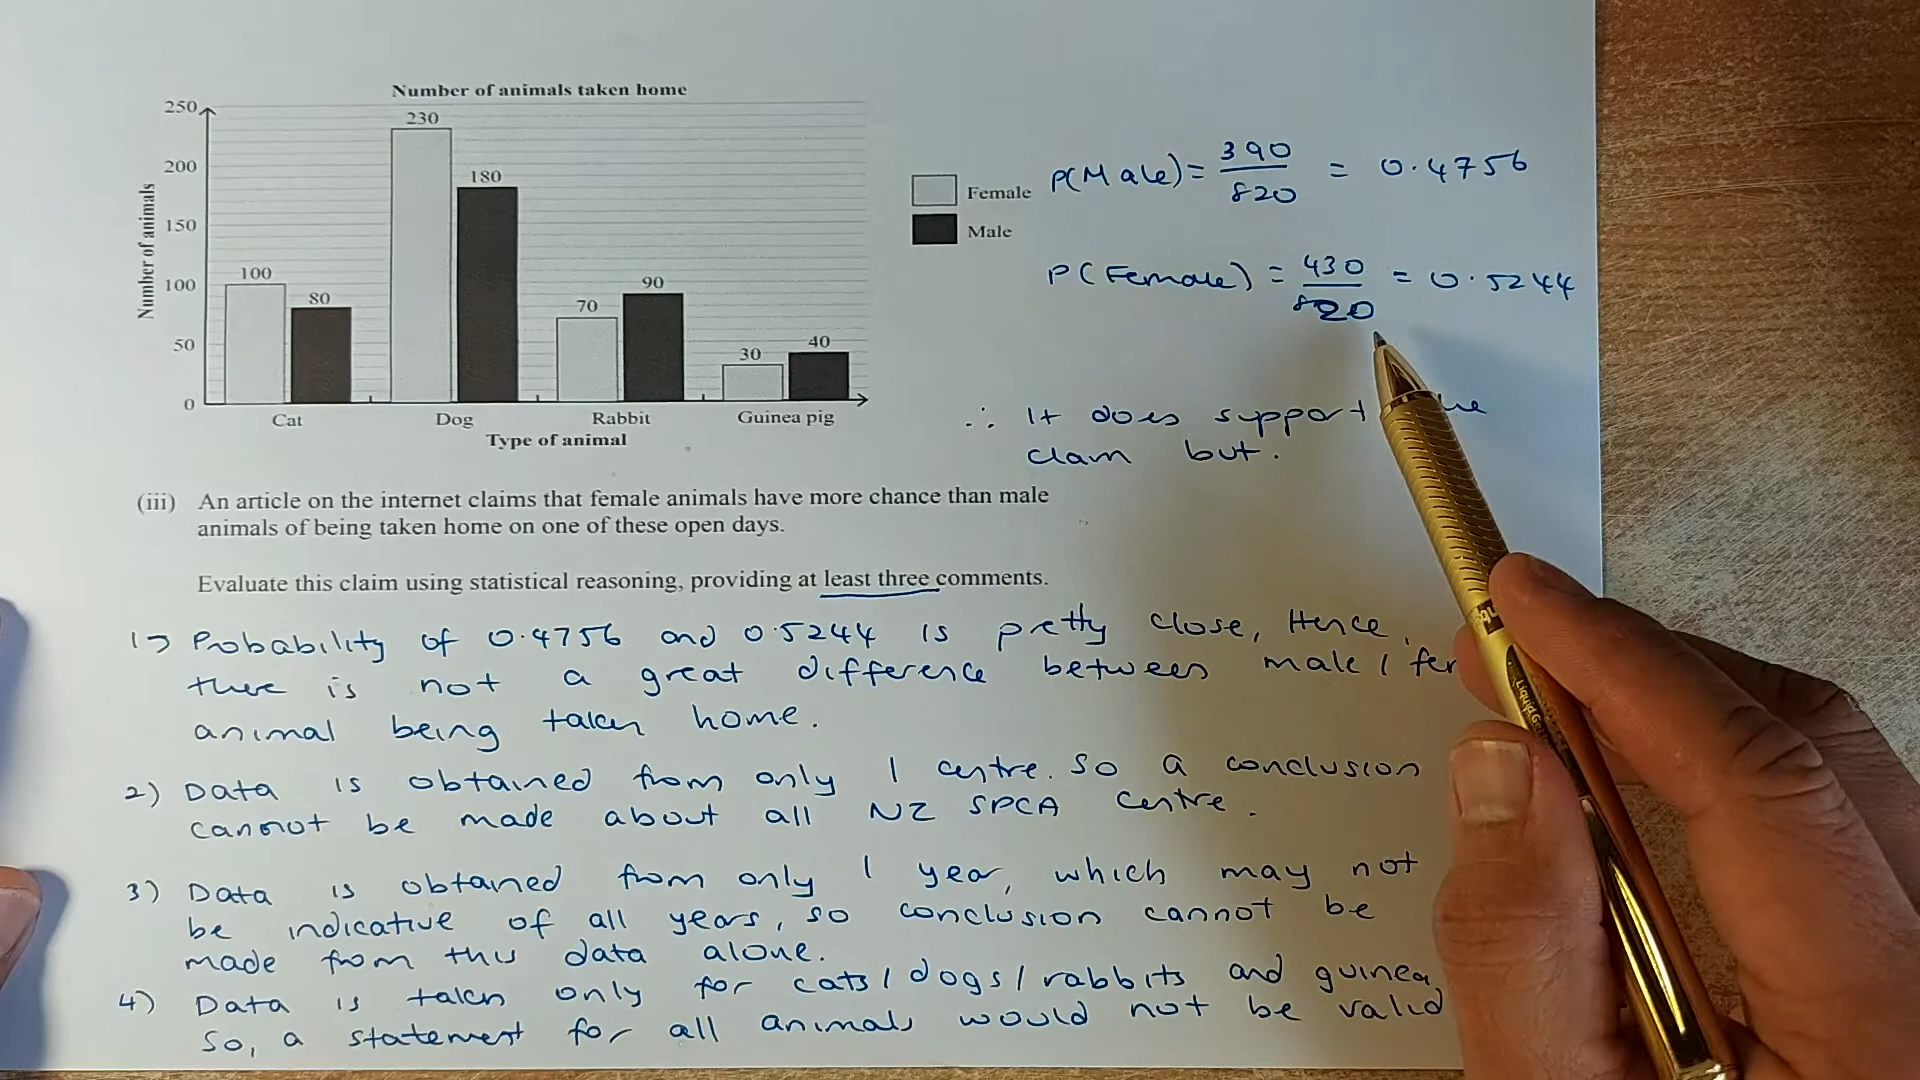 Number of animals taken home
250
200
150
100
50
0
Number of animals
100
80
230
180
70
90
30
40
Cat
Dog
Rabbit
Guinea pig
Type of animal
Female
Male
P(Male) = 390/820 = 0.4756
P(Female) = 430/820 = 0.5244
∴ It does support
clam but.
(iii) An article on the internet claims that female animals have more chance than male
animals of being taken home on one of these open days.
Evaluate this claim using statistical reasoning, providing at least three comments.
1) Probability of 0.4756 and 0.5244 is pretty close, Hence,
there is not a great difference between male / fem
animal being taken home.
2) Data is obtained from only 1 centre. So a conclusion
cannot be made about all NZ SPCA centre.
3) Data is obtained from only 1 year, which may not
be indicative of all years, so conclusion cannot be
made from this data alone.
4) Data is taken only for cats / dogs / rabbits and guinea
So, a statement for all animals would not be valid